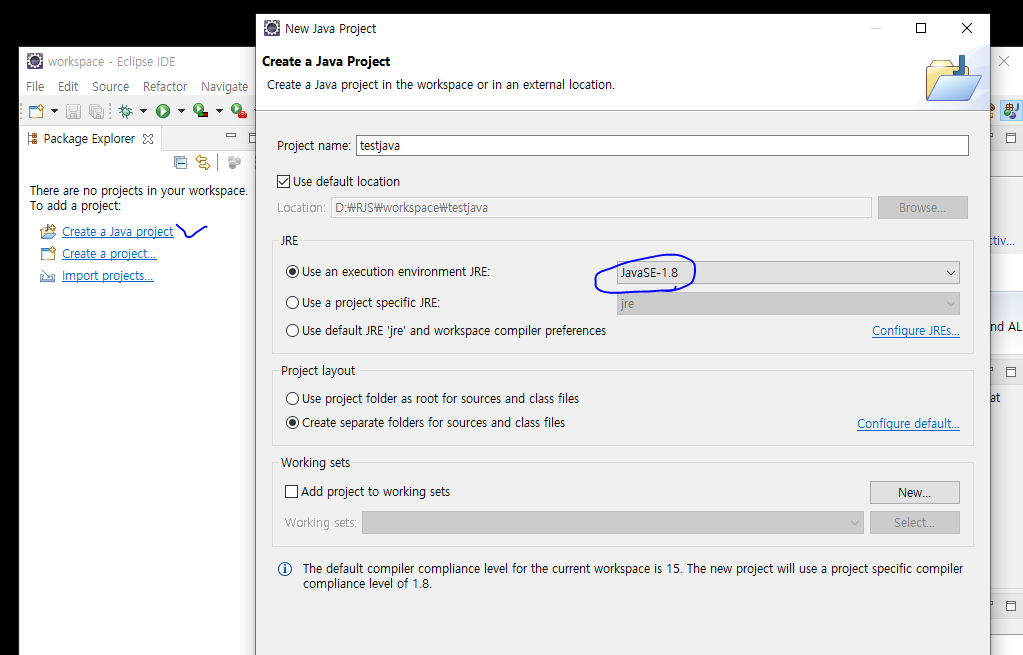 New Java Project
workspace - Eclipse IDE
File Edit Source Refactor Navigate
Package Explorer
There are no projects in your workspace.
To add a project:
Create a Java project
Create a project...
Import projects...
Create a Java Project
Create a Java project in the workspace or in an external location.
Project name: testjava
Use default location
Location: D:₩RJS₩workspace₩testjava Browse...
JRE
Use an execution environment JRE: JavaSE-1.8
Use a project specific JRE: jre
Use default JRE 'jre' and workspace compiler preferences Configure JREs...
Project layout
Use project folder as root for sources and class files
Create separate folders for sources and class files Configure default...
Working sets
Add project to working sets New...
Working sets: Select...
The default compiler compliance level for the current workspace is 15. The new project will use a project specific compiler
compliance level of 1.8.
ctiv...
nd AL
at